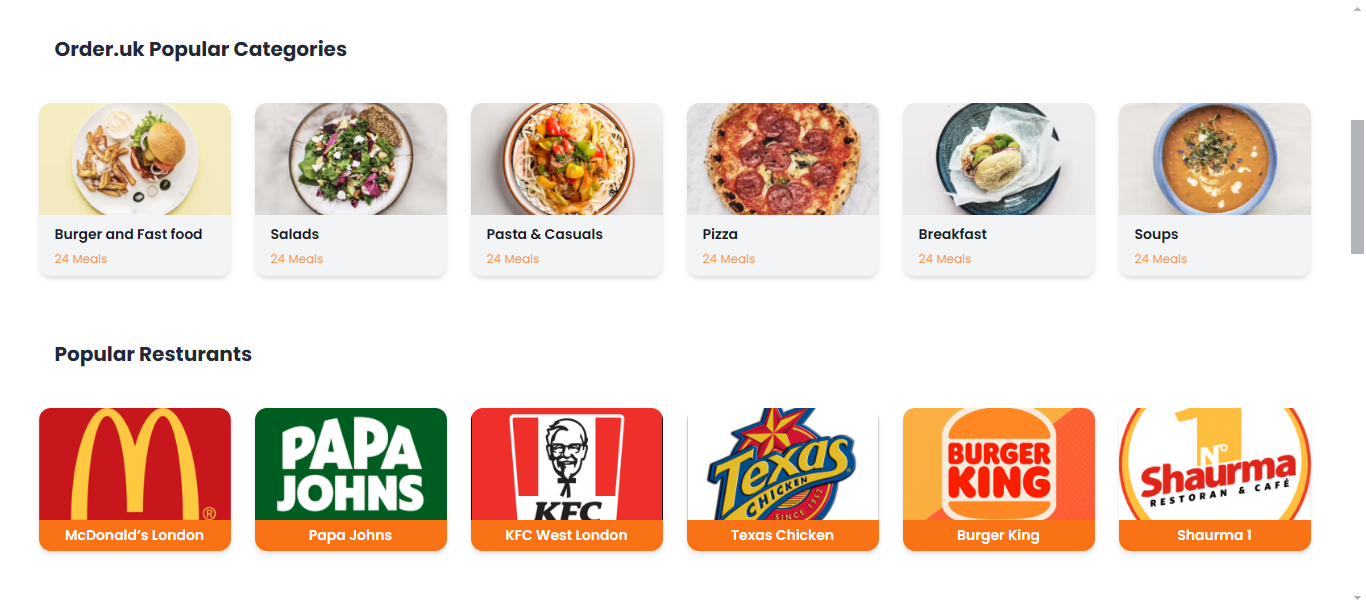 Order.uk Popular Categories
Burger and Fast food
24 Meals
Salads
24 Meals
Pasta & Casuals
24 Meals
Pizza
24 Meals
Breakfast
24 Meals
Soups
24 Meals
Popular Resturants
®
McDonald’s London
PAPA
JOHNS
Papa Johns
KFC
KFC West London
Texas
CHICKEN
SINCE 1952
Texas Chicken
BURGER
KING
Burger King
1
Nº
Shaurma
RESTORAN & CAFÉ
Shaurma 1